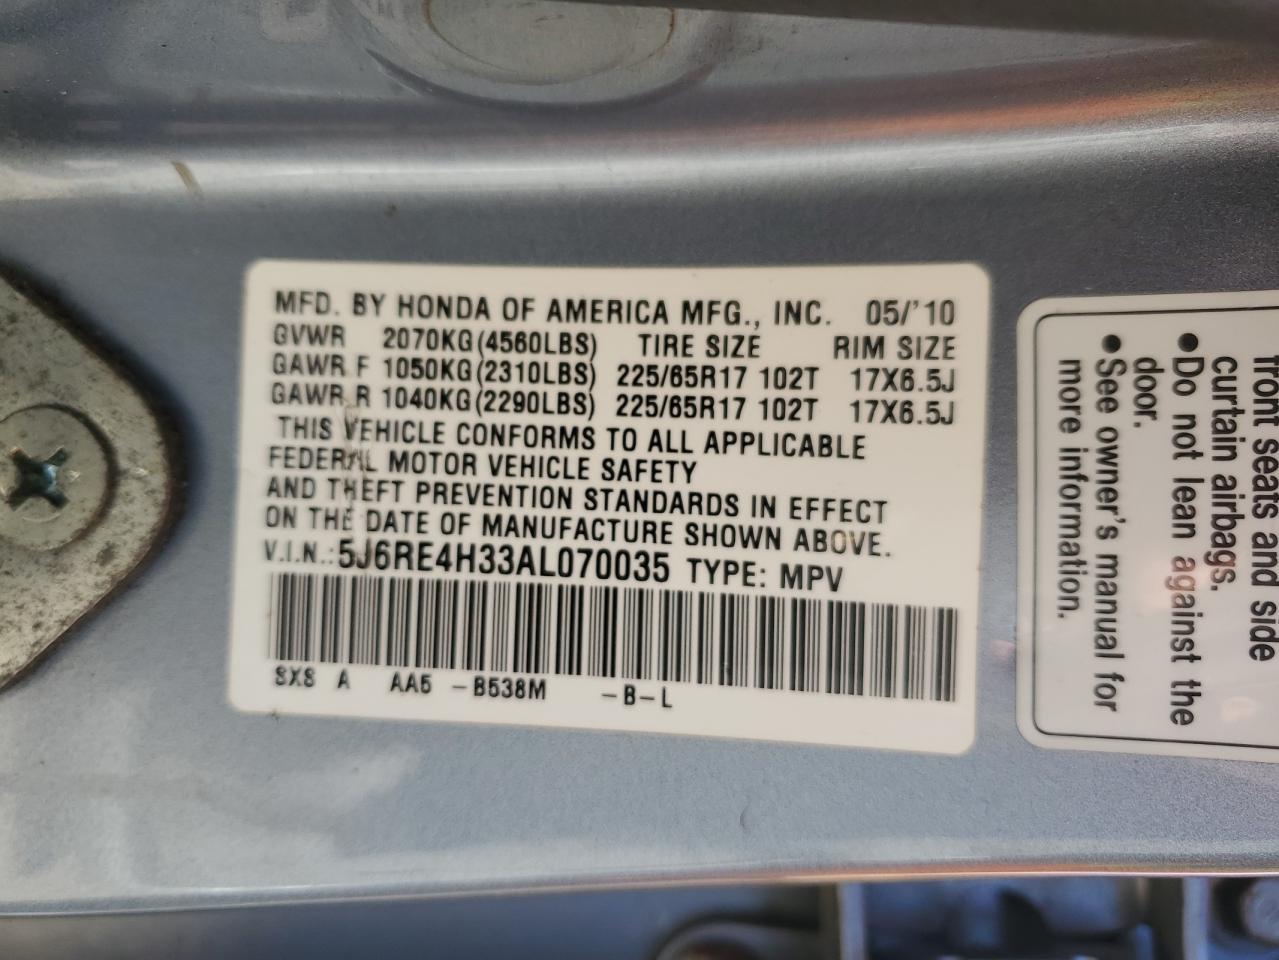 MFD. BY HONDA OF AMERICA MFG., INC. 05/'10
GVWR 2070KG(4560LBS) TIRE SIZE RIM SIZE
GAWR F 1050KG(2310LBS) 225/65R17 102T 17X6.5J
GAWR R 1040KG(2290LBS) 225/65R17 102T 17X6.5J
THIS VEHICLE CONFORMS TO ALL APPLICABLE
FEDERAL MOTOR VEHICLE SAFETY
AND THEFT PREVENTION STANDARDS IN EFFECT
ON THE DATE OF MANUFACTURE SHOWN ABOVE.
V.I.N.: 5J6RE4H33AL070035 TYPE: MPV
SXS A AA5 -B538M -B-L
front seats and side
curtain airbags.
●Do not lean against the
door.
●See owner's manual for
more information.